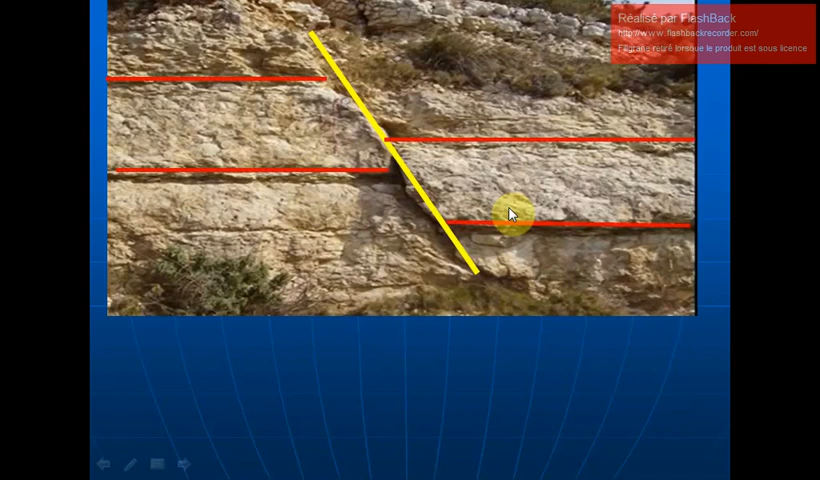 Réalisé par FlashBack
http://www.flashbackrecorder.com/
Filigrane retiré lorsque le produit est sous licence